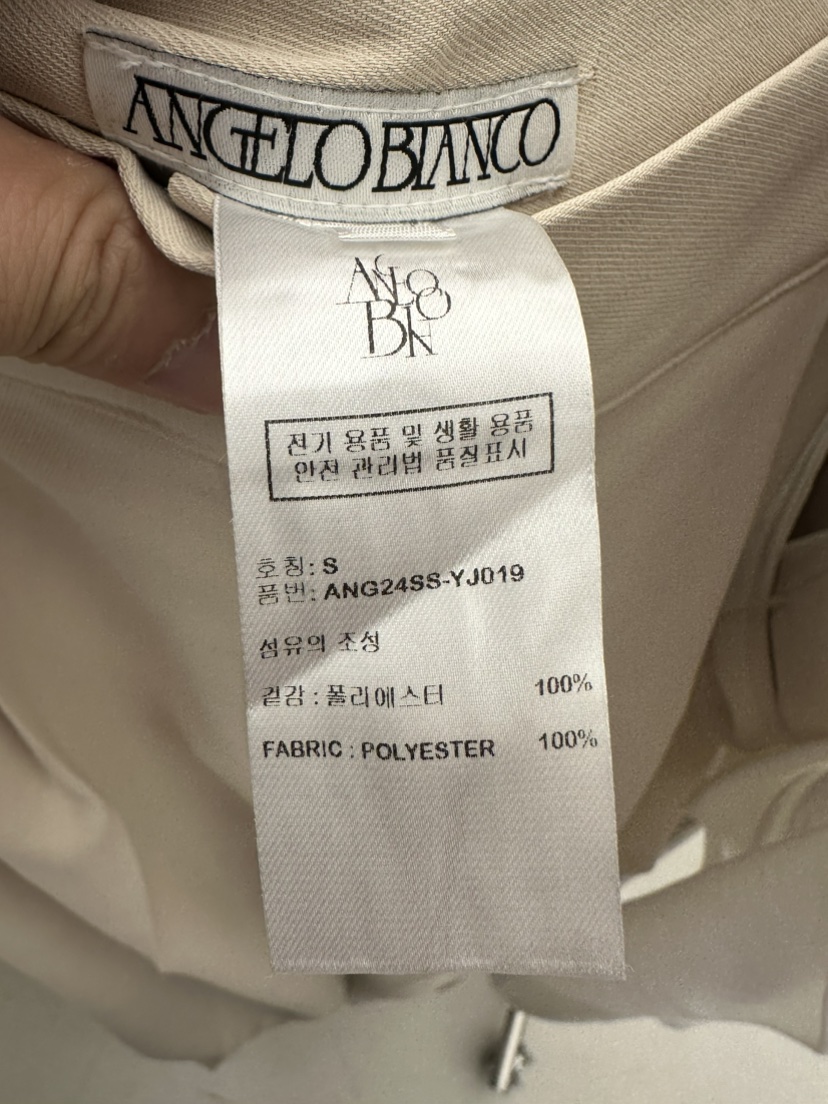 ANGELO BIANCO
전기 용품 및 생활 용품
안전 관리법 품질표시
호칭: S
품번: ANG24SS-YJ019
섬유의 조성
겉감 : 폴리에스터 100%
FABRIC : POLYESTER 100%